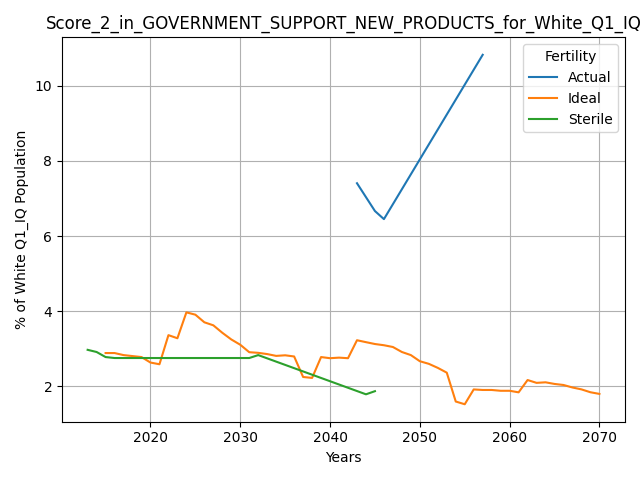 Score_2_in_GOVERNMENT_SUPPORT_NEW_PRODUCTS_for_White_Q1_IQ
Fertility
Actual
Ideal
Sterile
% of White Q1_IQ Population
10
8
6
4
2
2020 2030 2040 2050 2060 2070
Years